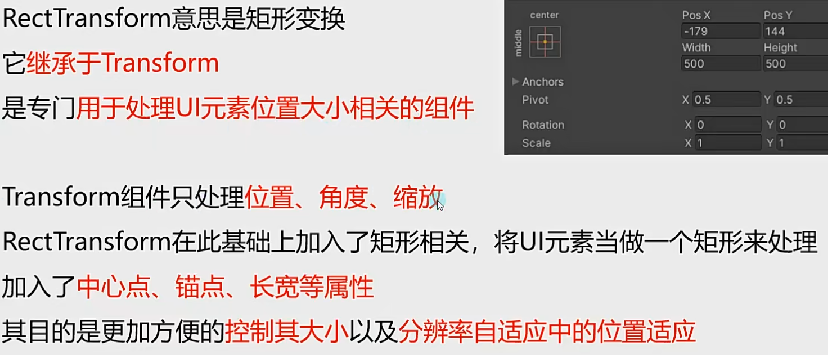 RectTransform意思是矩形变换
它继承于Transform
是专门用于处理UI元素位置大小相关的组件
center
middle
Pos X Pos Y
-179 144
Width Height
500 500
Anchors
Pivot X 0.5 Y 0.5
Rotation X 0 Y 0
Scale X 1 Y 1
Transform组件只处理位置、角度、缩放
RectTransform在此基础上加入了矩形相关，将UI元素当做一个矩形来处理
加入了中心点、锚点、长宽等属性
其目的是更加方便的控制其大小以及分辨率自适应中的位置适应